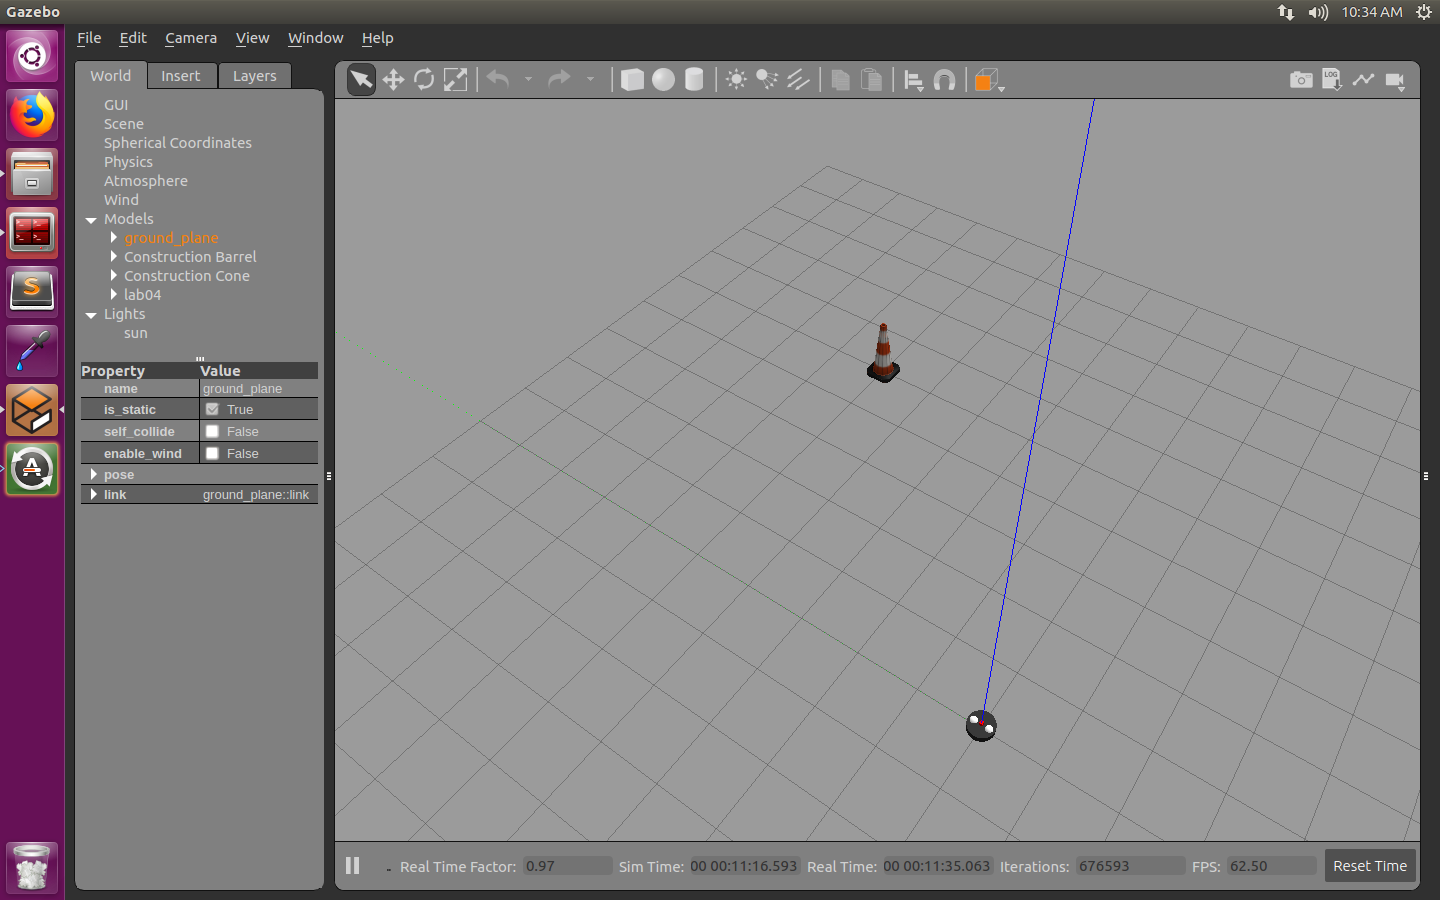 Gazebo
10:34 AM
File Edit Camera View Window Help
World Insert Layers
GUI
Scene
Spherical Coordinates
Physics
Atmosphere
Wind
Models
ground_plane
Construction Barrel
Construction Cone
lab04
Lights
sun
Property Value
name ground_plane
is_static True
self_collide False
enable_wind False
pose
link ground_plane::link
LOG
Real Time Factor: 0.97 Sim Time: 00 00:11:16.593 Real Time: 00 00:11:35.063 Iterations: 676593 FPS: 62.50 Reset Time